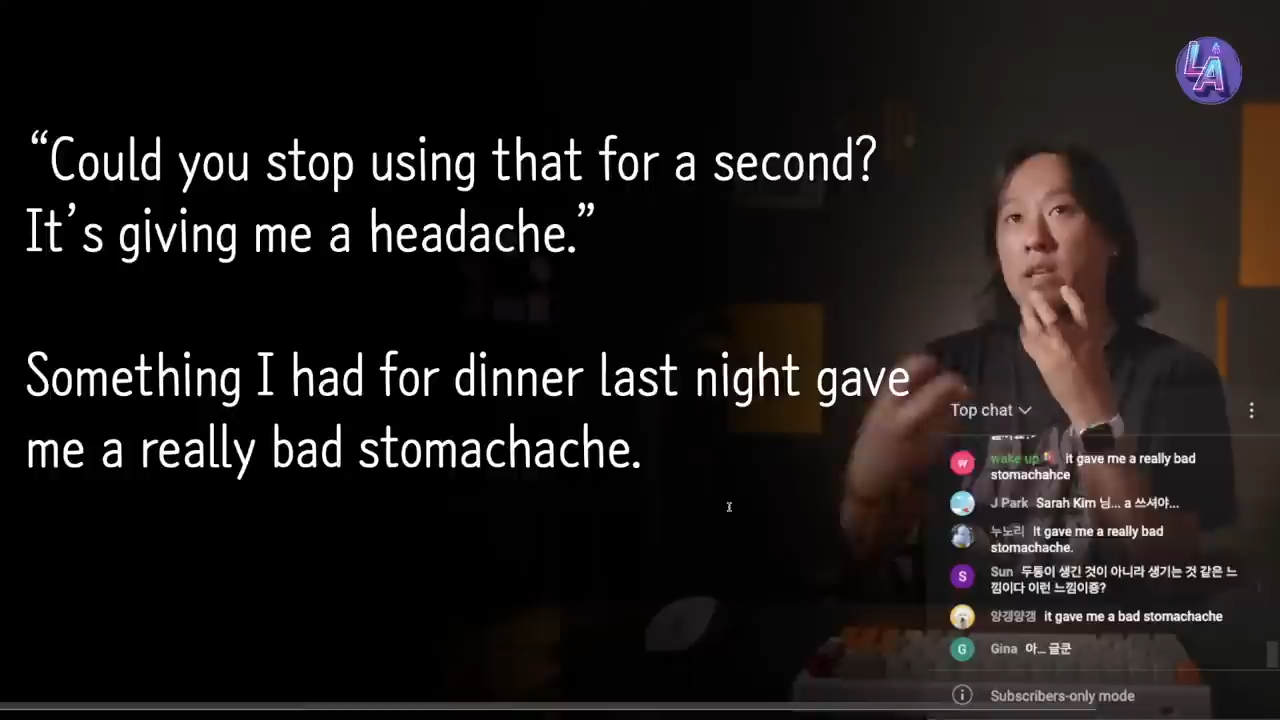 “Could you stop using that for a second?
It’s giving me a headache.”
Something I had for dinner last night gave
me a really bad stomachache.
LA
Top chat
wake up it gave me a really bad
stomachahce
J Park Sarah Kim 님... a 쓰셔야...
누노리 It gave me a really bad
stomachache.
S
Sun 두통이 생긴 것이 아니라 생기는 것 같은 느
낌이다 이런 느낌이죵?
양갱양갱 it gave me a bad stomachache
G
Gina 아... 글쿤
Subscribers-only mode